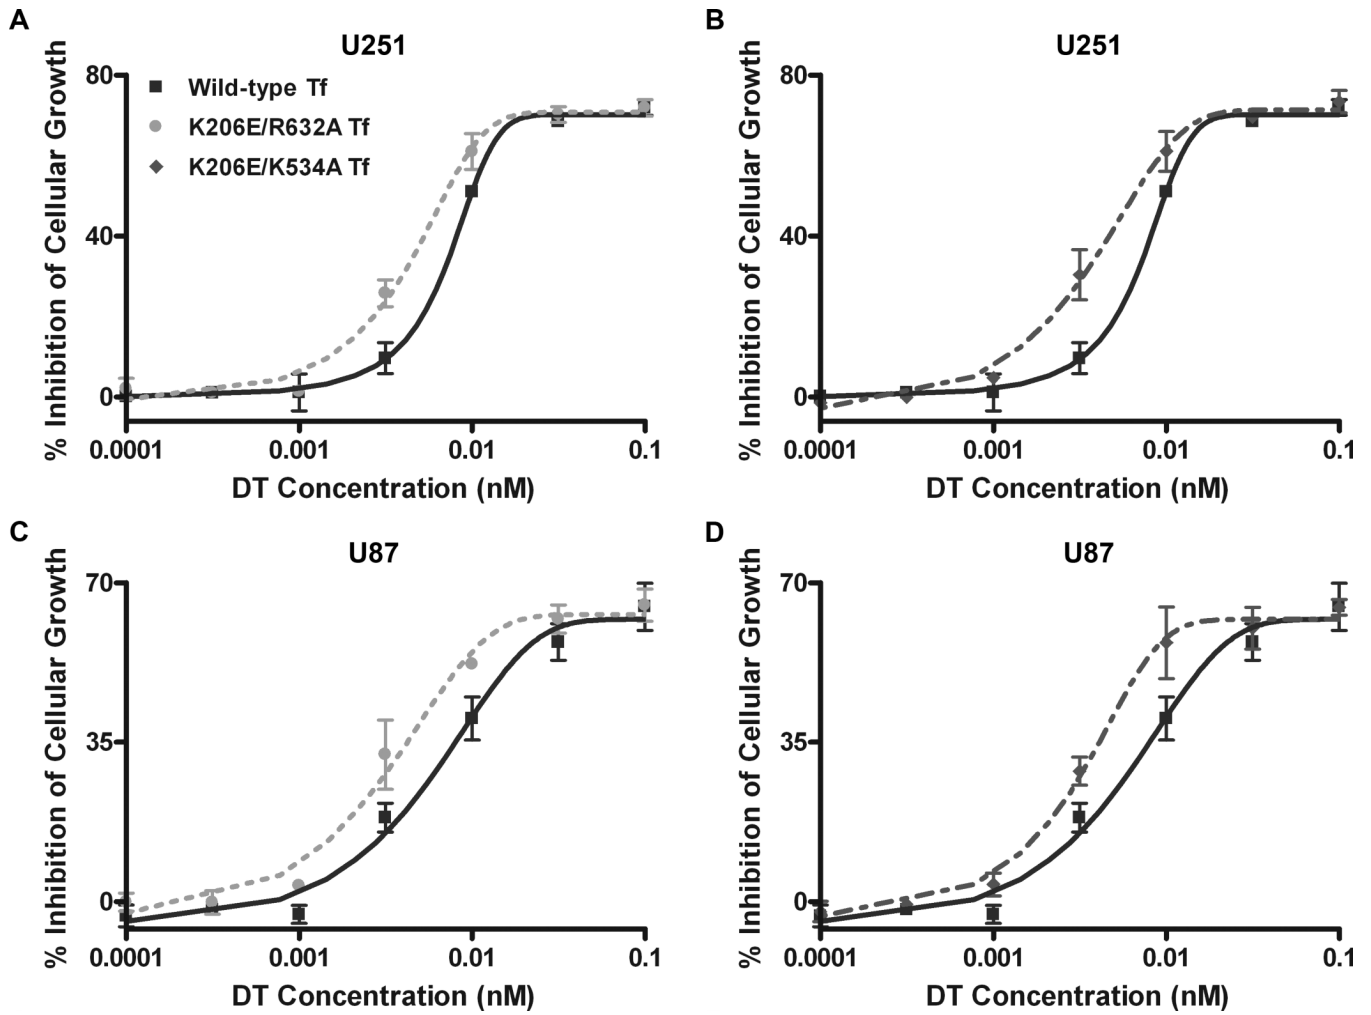 A
U251
% Inhibition of Cellular Growth
80
40
0
Wild-type Tf
K206E/R632A Tf
K206E/K534A Tf
0.0001
0.001
0.01
0.1
DT Concentration (nM)
B
U251
% Inhibition of Cellular Growth
80
40
0
0.0001
0.001
0.01
0.1
DT Concentration (nM)
C
U87
% Inhibition of Cellular Growth
70
35
0
0.0001
0.001
0.01
0.1
DT Concentration (nM)
D
U87
% Inhibition of Cellular Growth
70
35
0
0.0001
0.001
0.01
0.1
DT Concentration (nM)